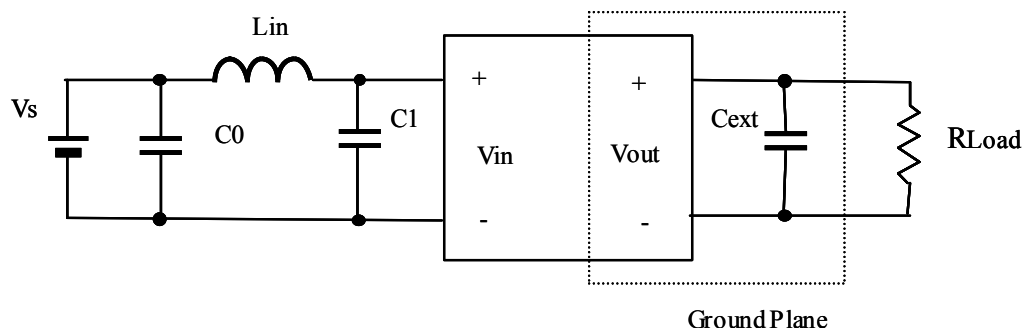 Lin
+
+
Vs
C0
C1
Cext
RLoad
Vin
Vout
-
-
Ground Plane